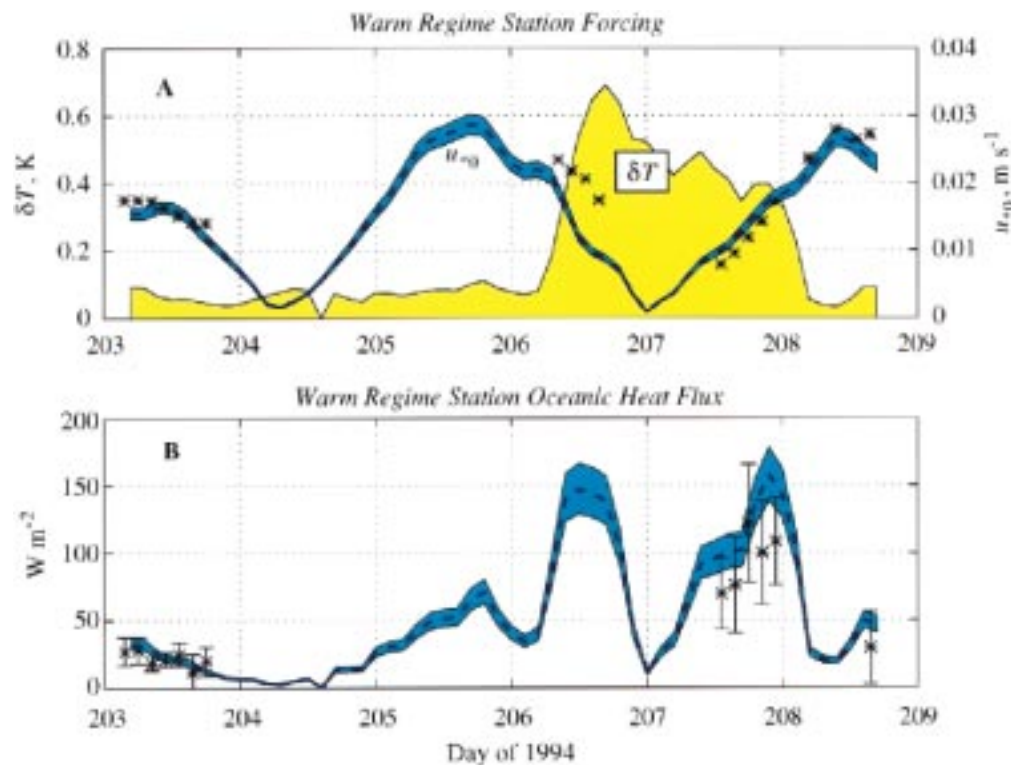 Warm Regime Station Forcing
0.8
0.6
0.4
0.2
0
δT, K
A
u*0
δT
0.04
0.03
0.02
0.01
0
u*0, m s-1
203 204 205 206 207 208 209
Warm Regime Station Oceanic Heat Flux
200
150
100
50
0
W m-2
B
203 204 205 206 207 208 209
Day of 1994